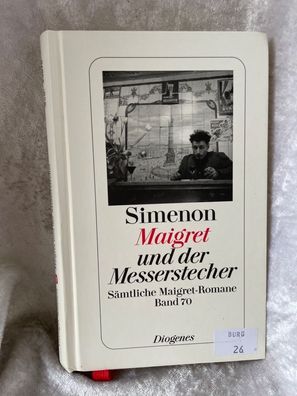 Simenon
Maigret
und der
Messerstecher
Sämtliche Maigret-Romane
Band 70
Diogenes
BURG
26